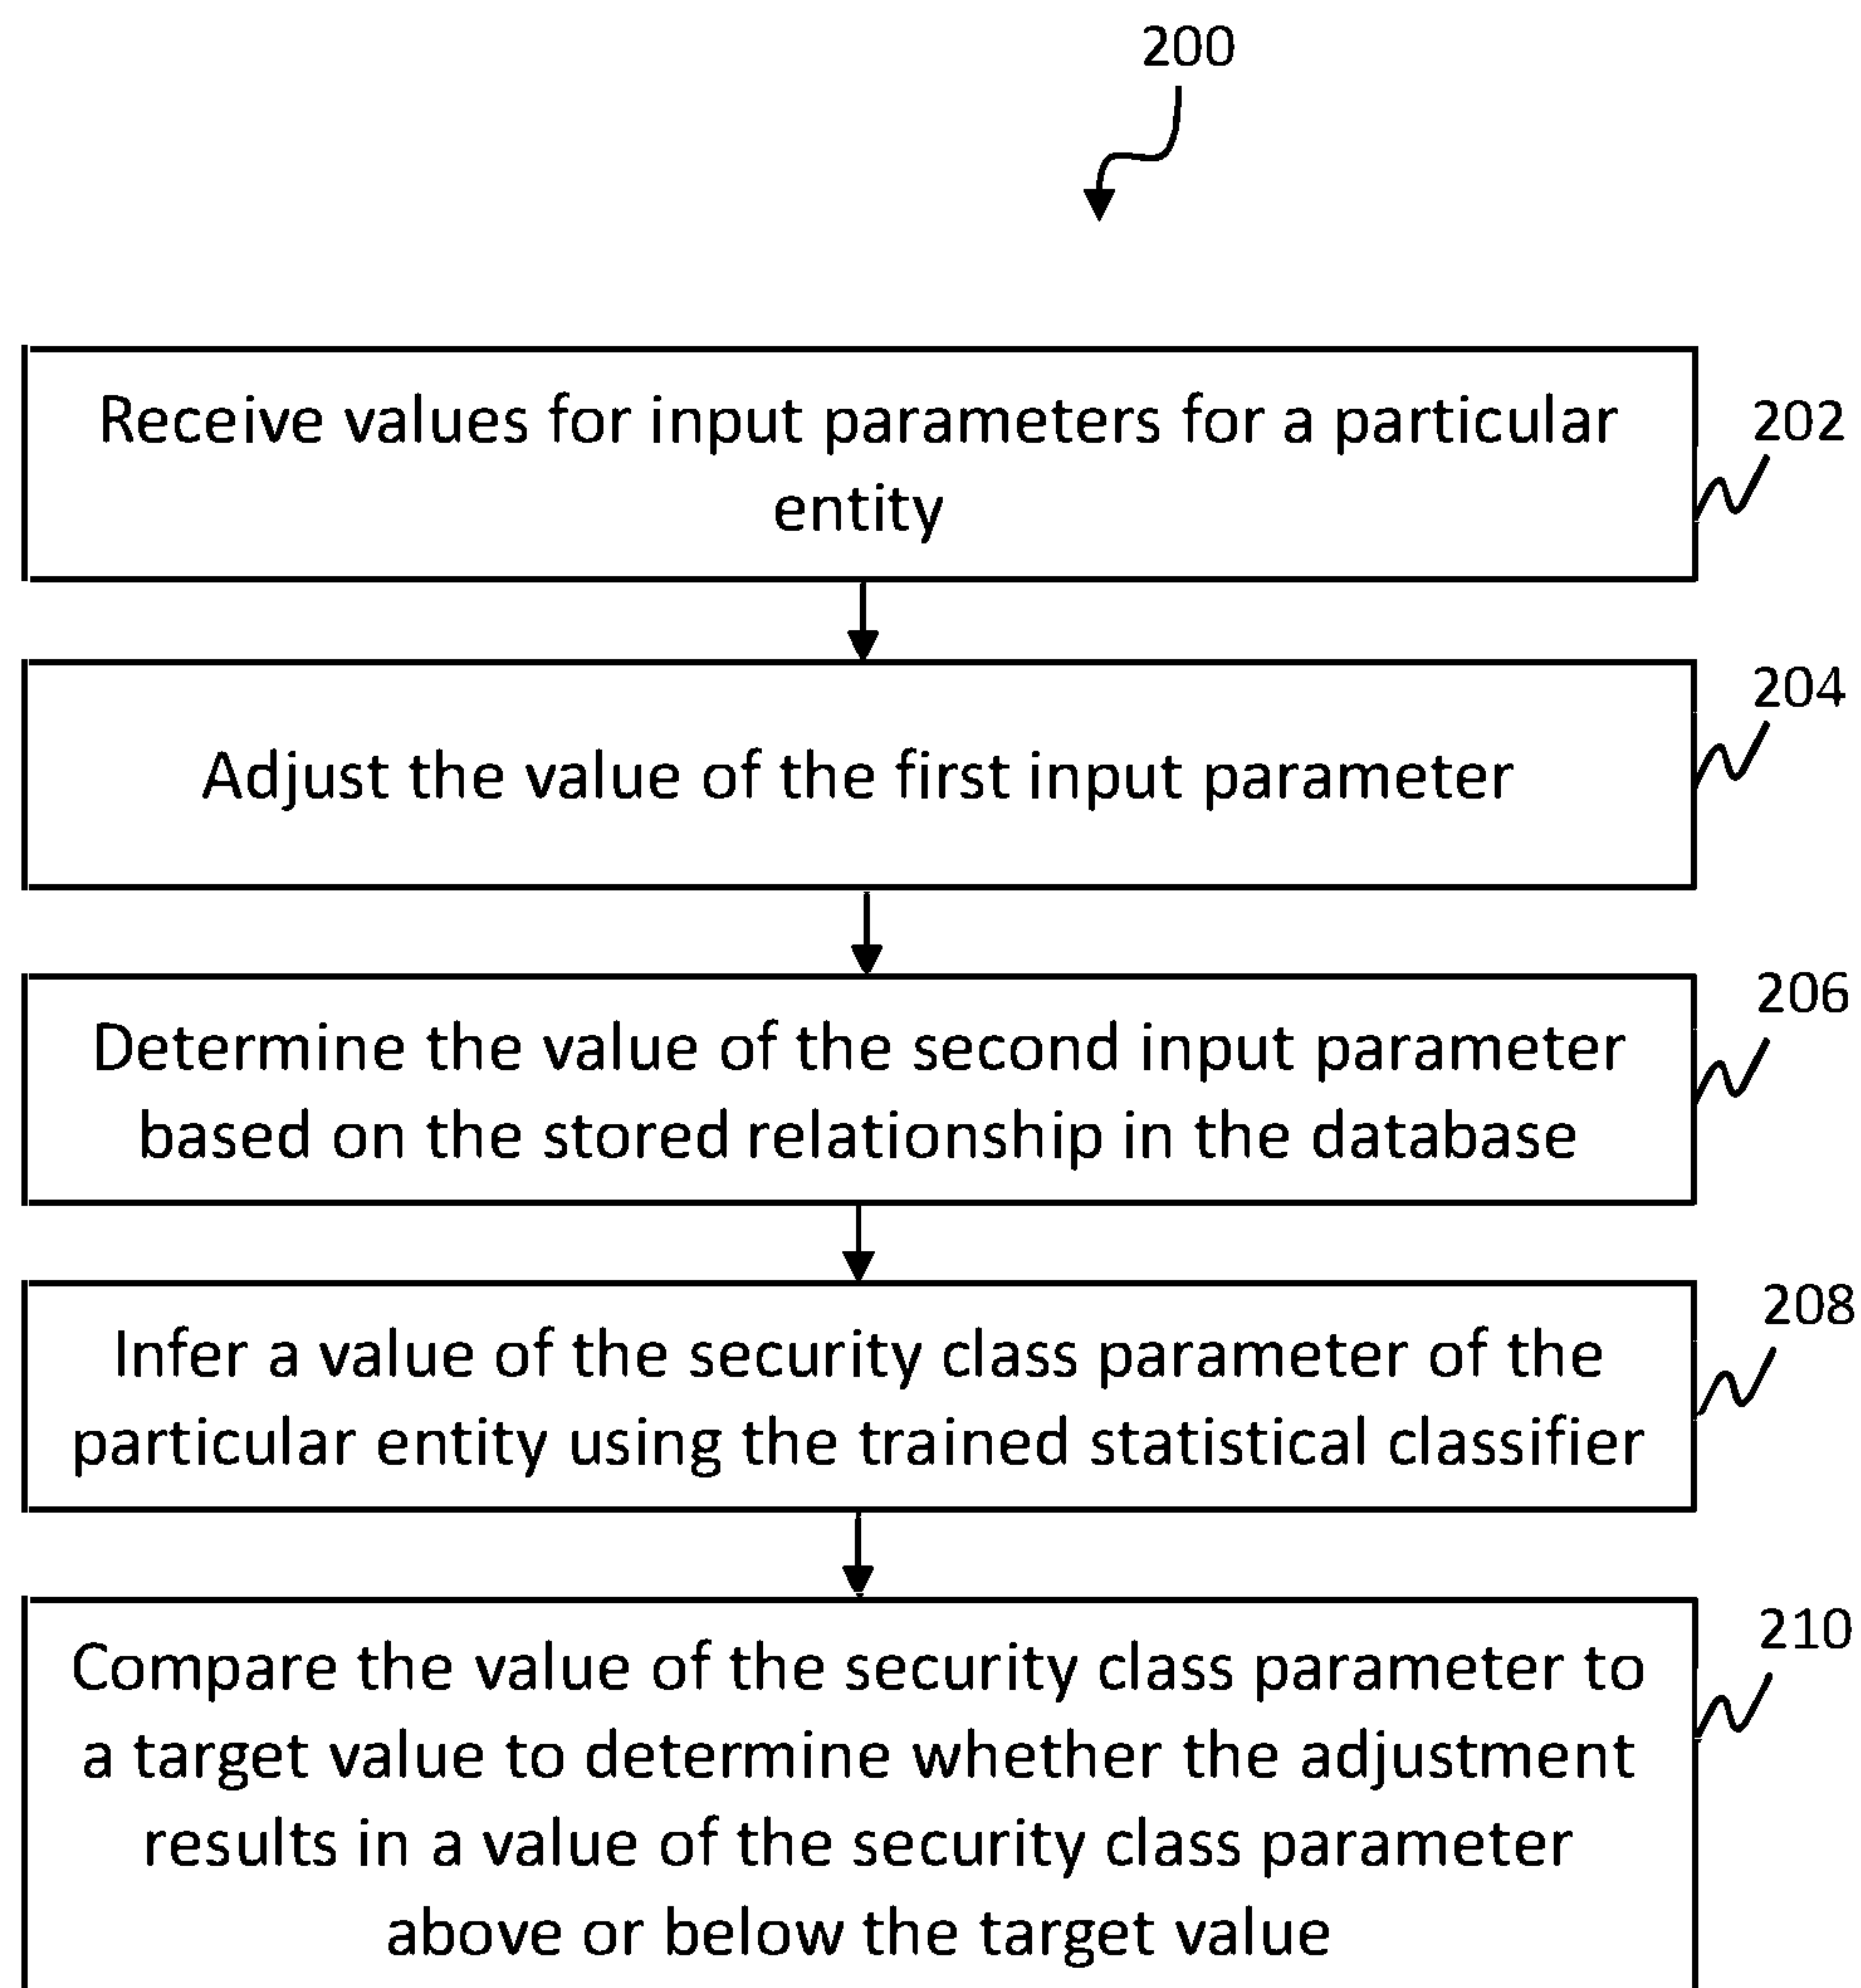 200
Receive values for input parameters for a particular
entity
202
Adjust the value of the first input parameter
204
Determine the value of the second input parameter
based on the stored relationship in the database
206
Infer a value of the security class parameter of the
particular entity using the trained statistical classifier
208
Compare the value of the security class parameter to
a target value to determine whether the adjustment
results in a value of the security class parameter
above or below the target value
210